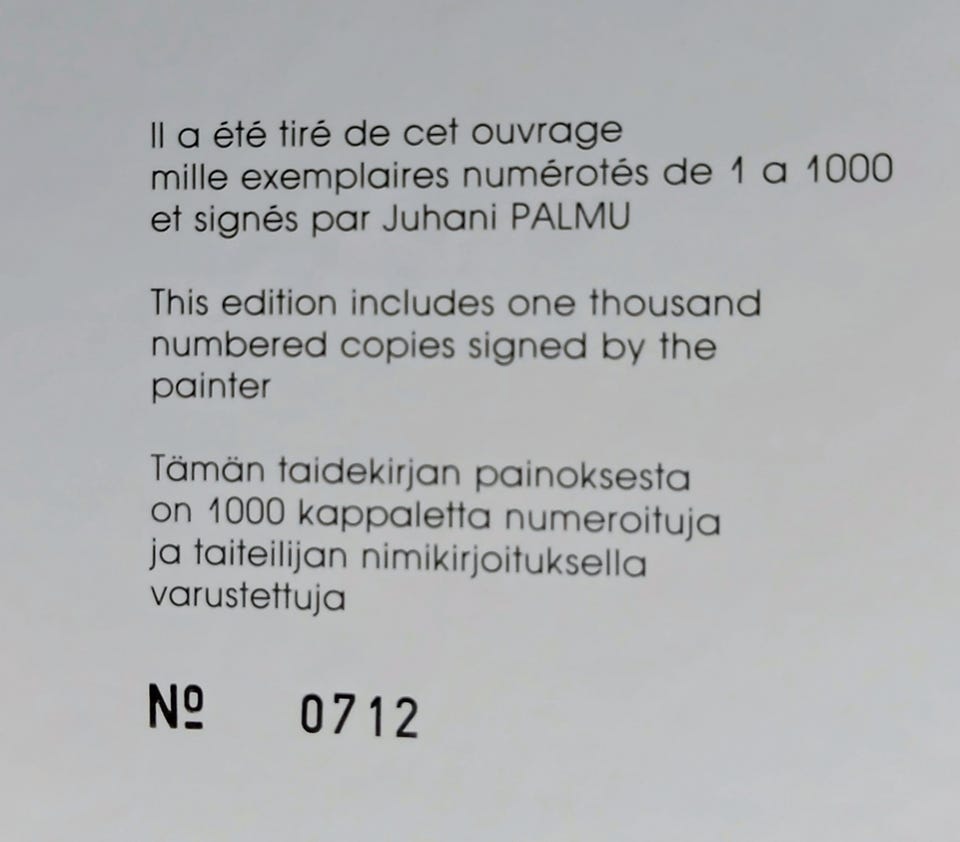 Il a été tiré de cet ouvrage
mille exemplaires numérotés de 1 a 1000
et signés par Juhani PALMU
This edition includes one thousand
numbered copies signed by the
painter
Tämän taidekirjan painoksesta
on 1000 kappaletta numeroituja
ja taiteilijan nimikirjoituksella
varustettuja
Nº 0712